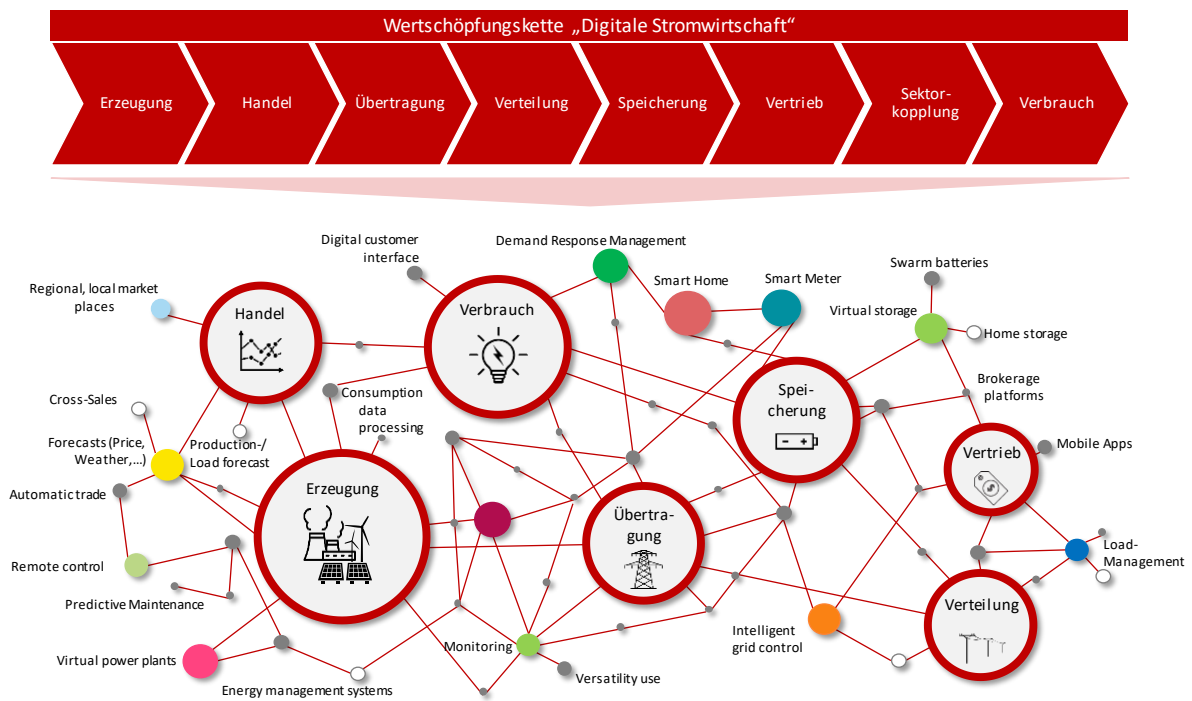 Wertschöpfungskette „Digitale Stromwirtschaft“
Erzeugung
Handel
Übertragung
Verteilung
Speicherung
Vertrieb
Sektor-
kopplung
Verbrauch
Digital customer
interface
Demand Response Management
Smart Home
Smart Meter
Swarm batteries
Regional, local market
places
Handel
Verbrauch
Virtual storage
Home storage
Cross-Sales
Consumption
data
processing
Spei-
cherung
Brokerage
platforms
Forecasts (Price,
Weather,...)
Production-/
Load forecast
Vertrieb
Mobile Apps
Automatic trade
Erzeugung
Übertra-
gung
Remote control
Load-
Management
Predictive Maintenance
Verteilung
Virtual power plants
Monitoring
Intelligent
grid control
Energy management systems
Versatility use